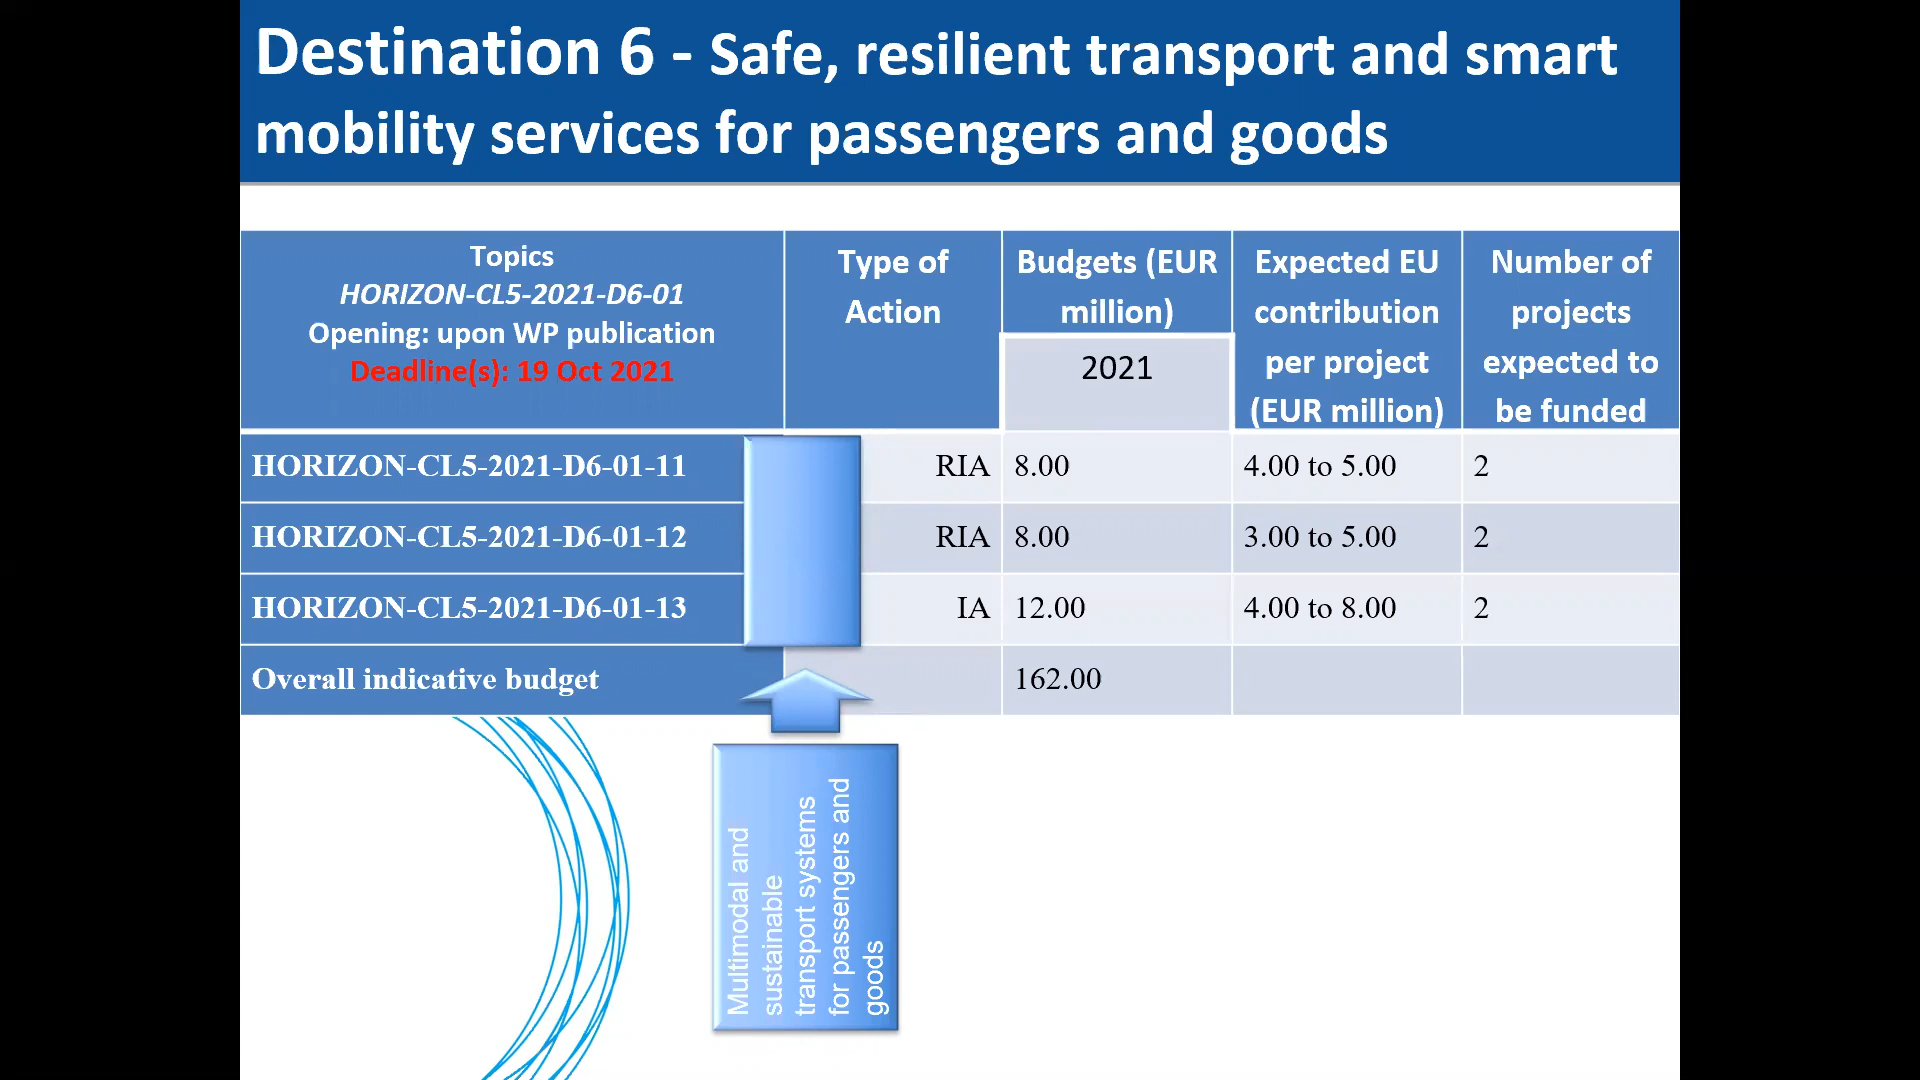 Destination 6 - Safe, resilient transport and smart
mobility services for passengers and goods
Topics
HORIZON-CL5-2021-D6-01
Opening: upon WP publication
Deadline(s): 19 Oct 2021
Type of
Action
Budgets (EUR
million)
2021
Expected EU
contribution
per project
(EUR million)
Number of
projects
expected to
be funded
HORIZON-CL5-2021-D6-01-11 RIA 8.00 4.00 to 5.00 2
HORIZON-CL5-2021-D6-01-12 RIA 8.00 3.00 to 5.00 2
HORIZON-CL5-2021-D6-01-13 IA 12.00 4.00 to 8.00 2
Overall indicative budget 162.00
Multimodal and
sustainable
transport systems
for passengers and
goods